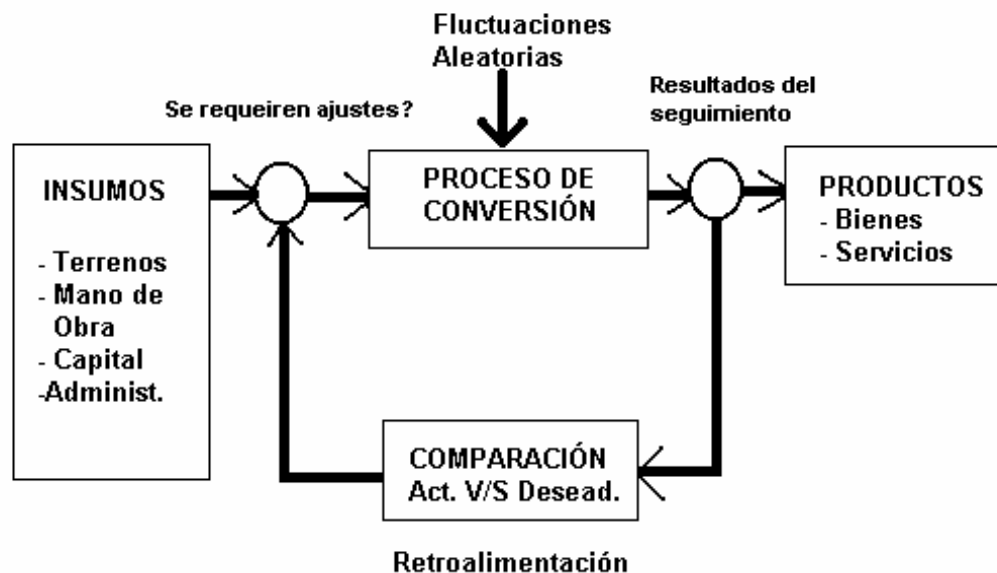 Fluctuaciones
Aleatorias
Se requeiren ajustes?
Resultados del
seguimiento
INSUMOS
- Terrenos
- Mano de
Obra
- Capital
-Administ.
PROCESO DE
CONVERSIÓN
PRODUCTOS
- Bienes
- Servicios
COMPARACIÓN
Act. V/S Desead.
Retroalimentación